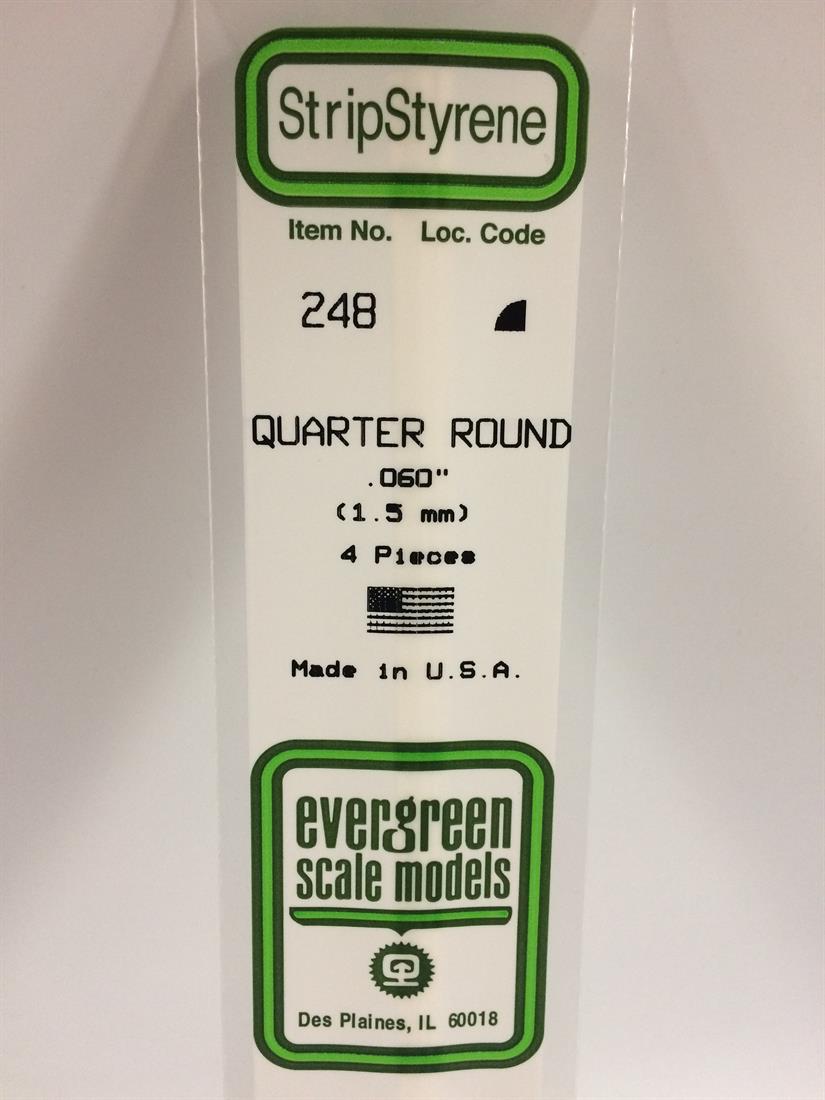 StripStyrene
Item No. Loc. Code
248
QUARTER ROUND
.060"
(1.5 mm)
4 Pieces
Made in U.S.A.
evergreen
scale models
Des Plaines, IL 60018